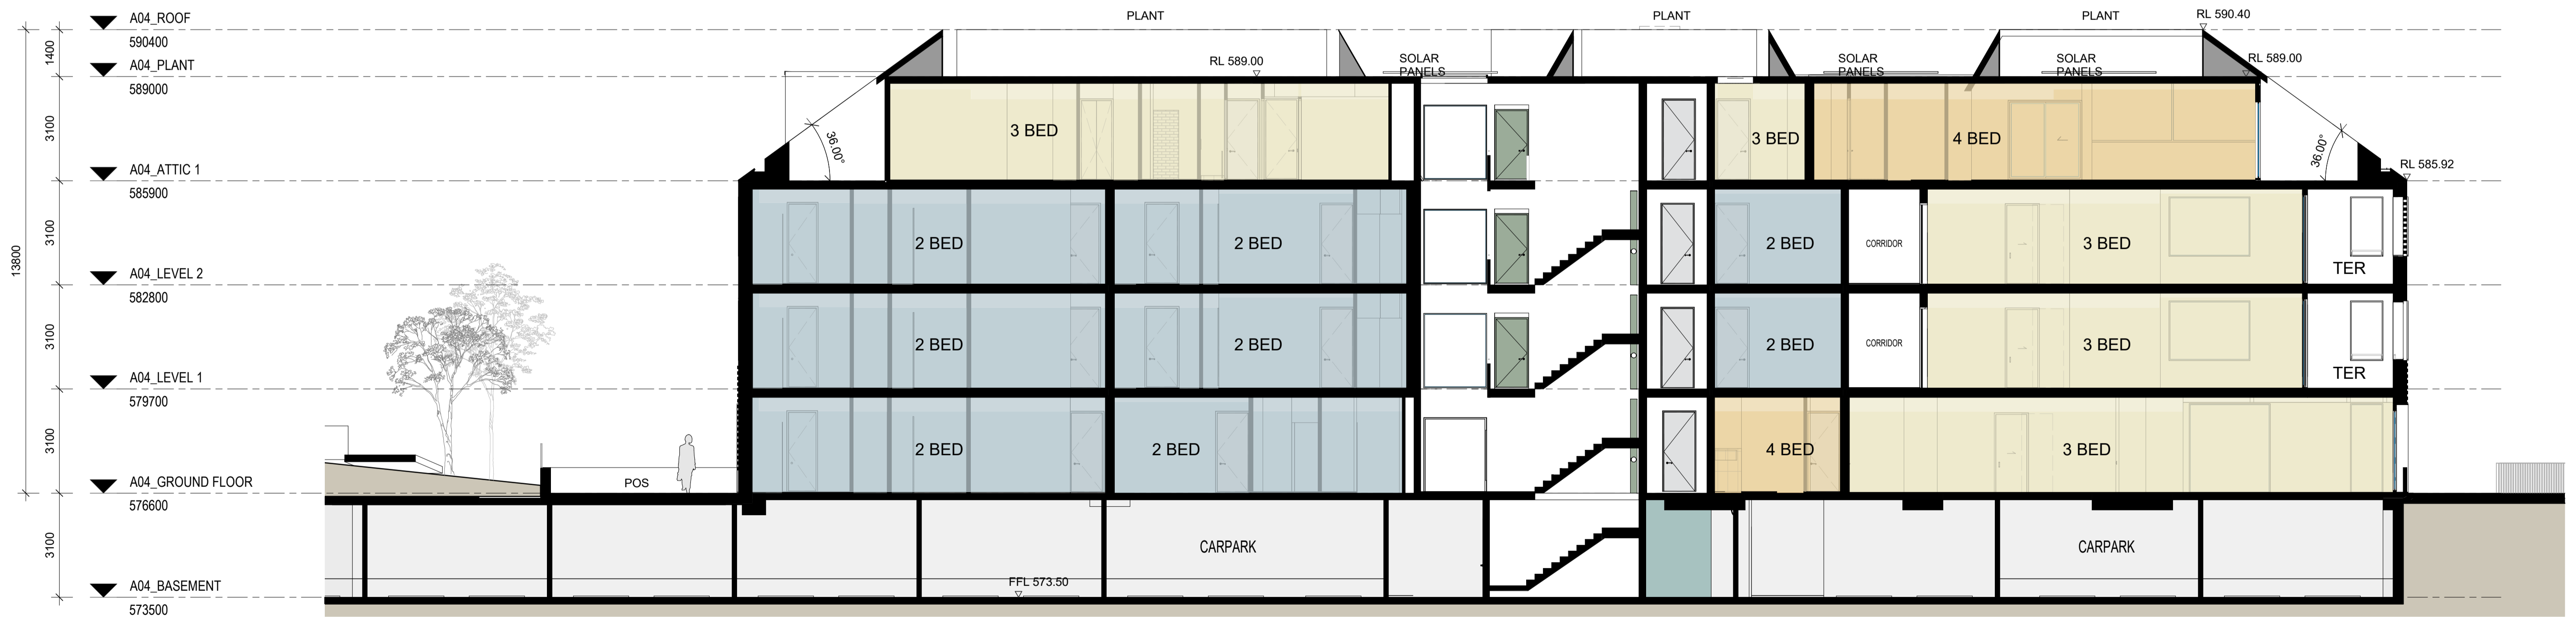 PLANT
PLANT
PLANT
RL 590.40
A04_ROOF
590400
1400
RL 589.00
SOLAR
PANELS
SOLAR
PANELS
SOLAR
PANELS
RL 589.00
A04_PLANT
589000
3100
36.00°
3 BED
3 BED
4 BED
36.00°
RL 585.92
A04_ATTIC 1
585900
3100
2 BED
2 BED
2 BED
CORRIDOR
3 BED
TER
13800
A04_LEVEL 2
582800
3100
2 BED
2 BED
2 BED
CORRIDOR
3 BED
TER
A04_LEVEL 1
579700
3100
2 BED
2 BED
4 BED
3 BED
POS
A04_GROUND FLOOR
576600
3100
CARPARK
CARPARK
FFL 573.50
A04_BASEMENT
573500